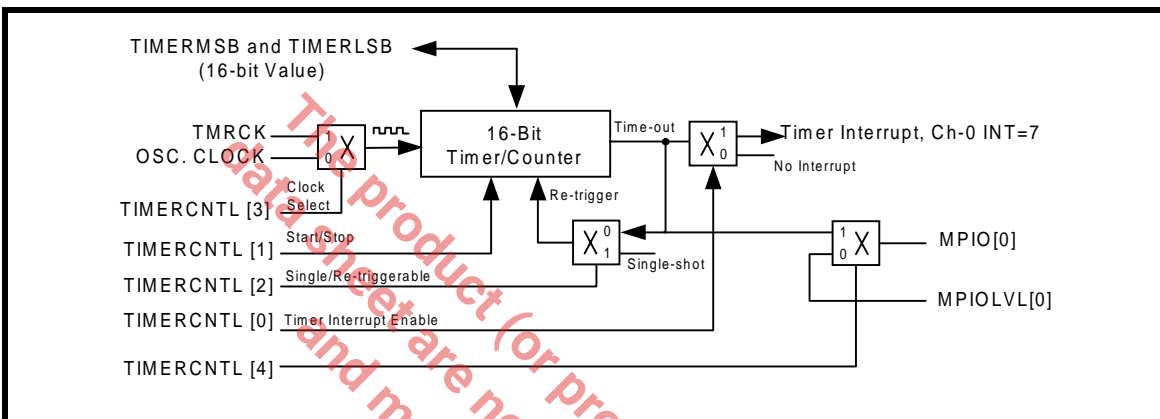 TIMERMSB and TIMERLSB
(16-bit Value)
TMRCK
OSC. CLOCK
1
0
X
Clock
Select
TIMERCNTL [3]
16-Bit
Timer/Counter
Time-out
X
1
0
Timer Interrupt, Ch-0 INT=7
No Interrupt
Re-trigger
X
0
1
Single-shot
1
0
X
MPIO[0]
MPIOLVL[0]
TIMERCNTL [1]
Start/Stop
TIMERCNTL [2]
Single/Re-triggerable
TIMERCNTL [0]
Timer Interrupt Enable
TIMERCNTL [4]
The product (or pro
data sheet are no
and m